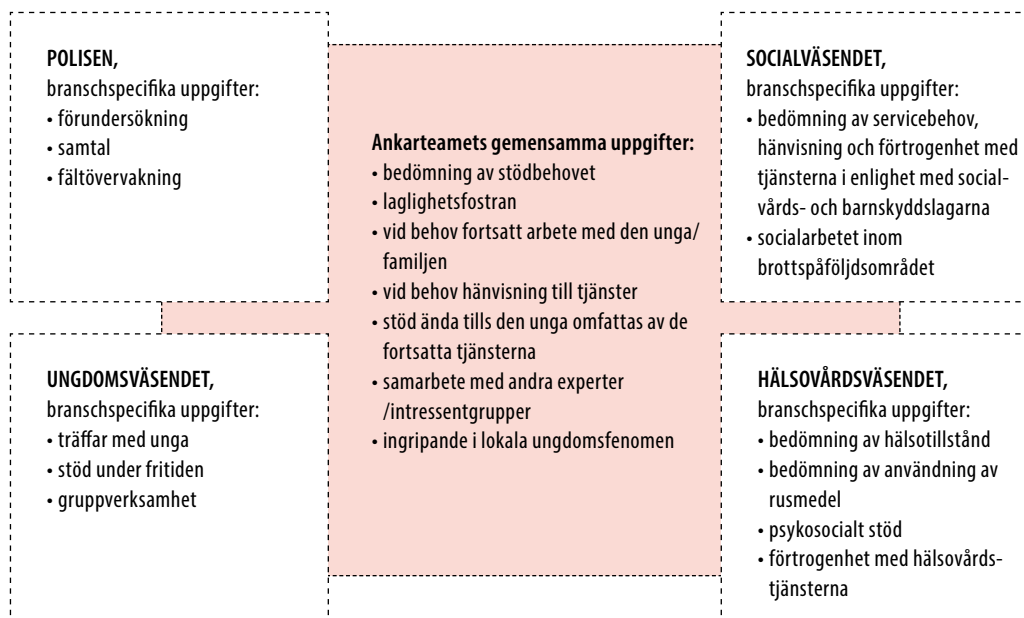 POLISEN,
branschspecifika uppgifter:
• förundersökning
• samtal
• fältövervakning
Ankarteamets gemensamma uppgifter:
• bedömning av stödbehovet
• laglighetsfostran
• vid behov fortsatt arbete med den unga/
familjen
• vid behov hänvisning till tjänster
• stöd ända tills den unga omfattas av de
fortsatta tjänsterna
• samarbete med andra experter
/intressentgrupper
• ingripande i lokala ungdomsfenomen
SOCIALVÄSENDET,
branschspecifika uppgifter:
• bedömning av servicebehov,
hänvisning och förtrogenhet med
tjänsterna i enlighet med social-
vårds- och barnskyddslagarna
• socialarbetet inom
brottspåföljdsområdet
UNGDOMSVÄSENDET,
branschspecifika uppgifter:
• träffar med unga
• stöd under fritiden
• gruppverksamhet
HÄLSOVÅRDSVÄSENDET,
branschspecifika uppgifter:
• bedömning av hälsotillstånd
• bedömning av användning av
rusmedel
• psykosocialt stöd
• förtrogenhet med hälsovårds-
tjänsterna